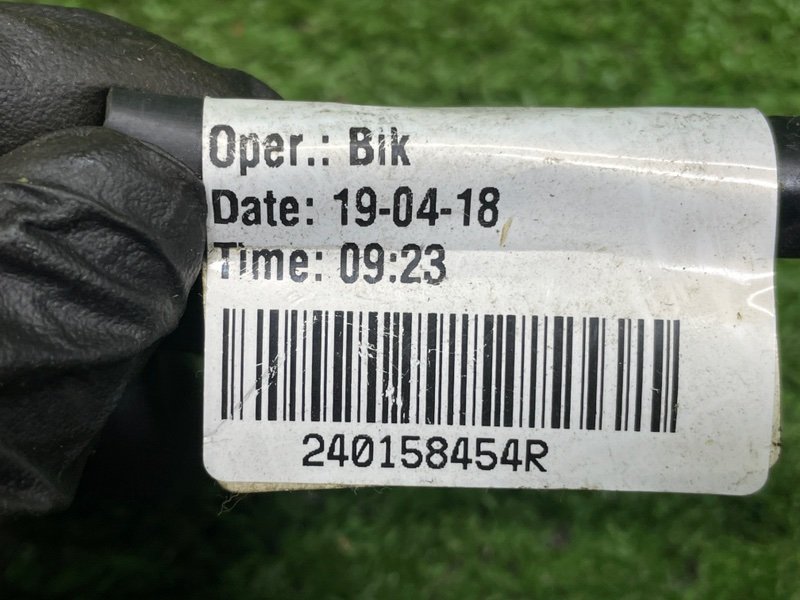 Oper.: Bik
Date: 19-04-18
Time: 09:23
240158454R